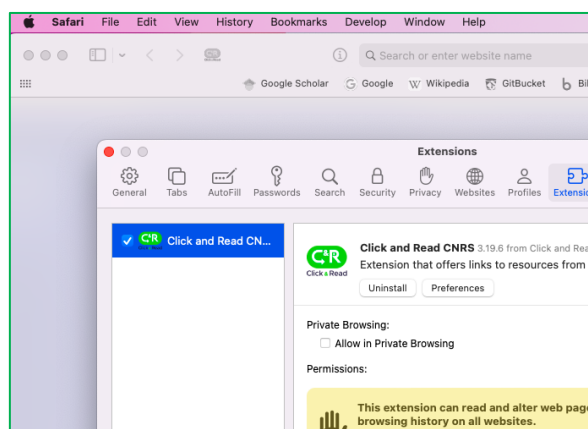 Safari File Edit View History Bookmarks Develop Window Help
Search or enter website name
Google Scholar G Google W Wikipedia GitBucket b Bil
Extensions
General Tabs AutoFill Passwords Search Security Privacy Websites Profiles Extensio
C&R Click and Read CN...
C&R
Click & Read
Click and Read CNRS 3.19.6 from Click and Rea
Extension that offers links to resources from
Uninstall Preferences
Private Browsing:
Allow in Private Browsing
Permissions:
This extension can read and alter web page
browsing history on all websites.